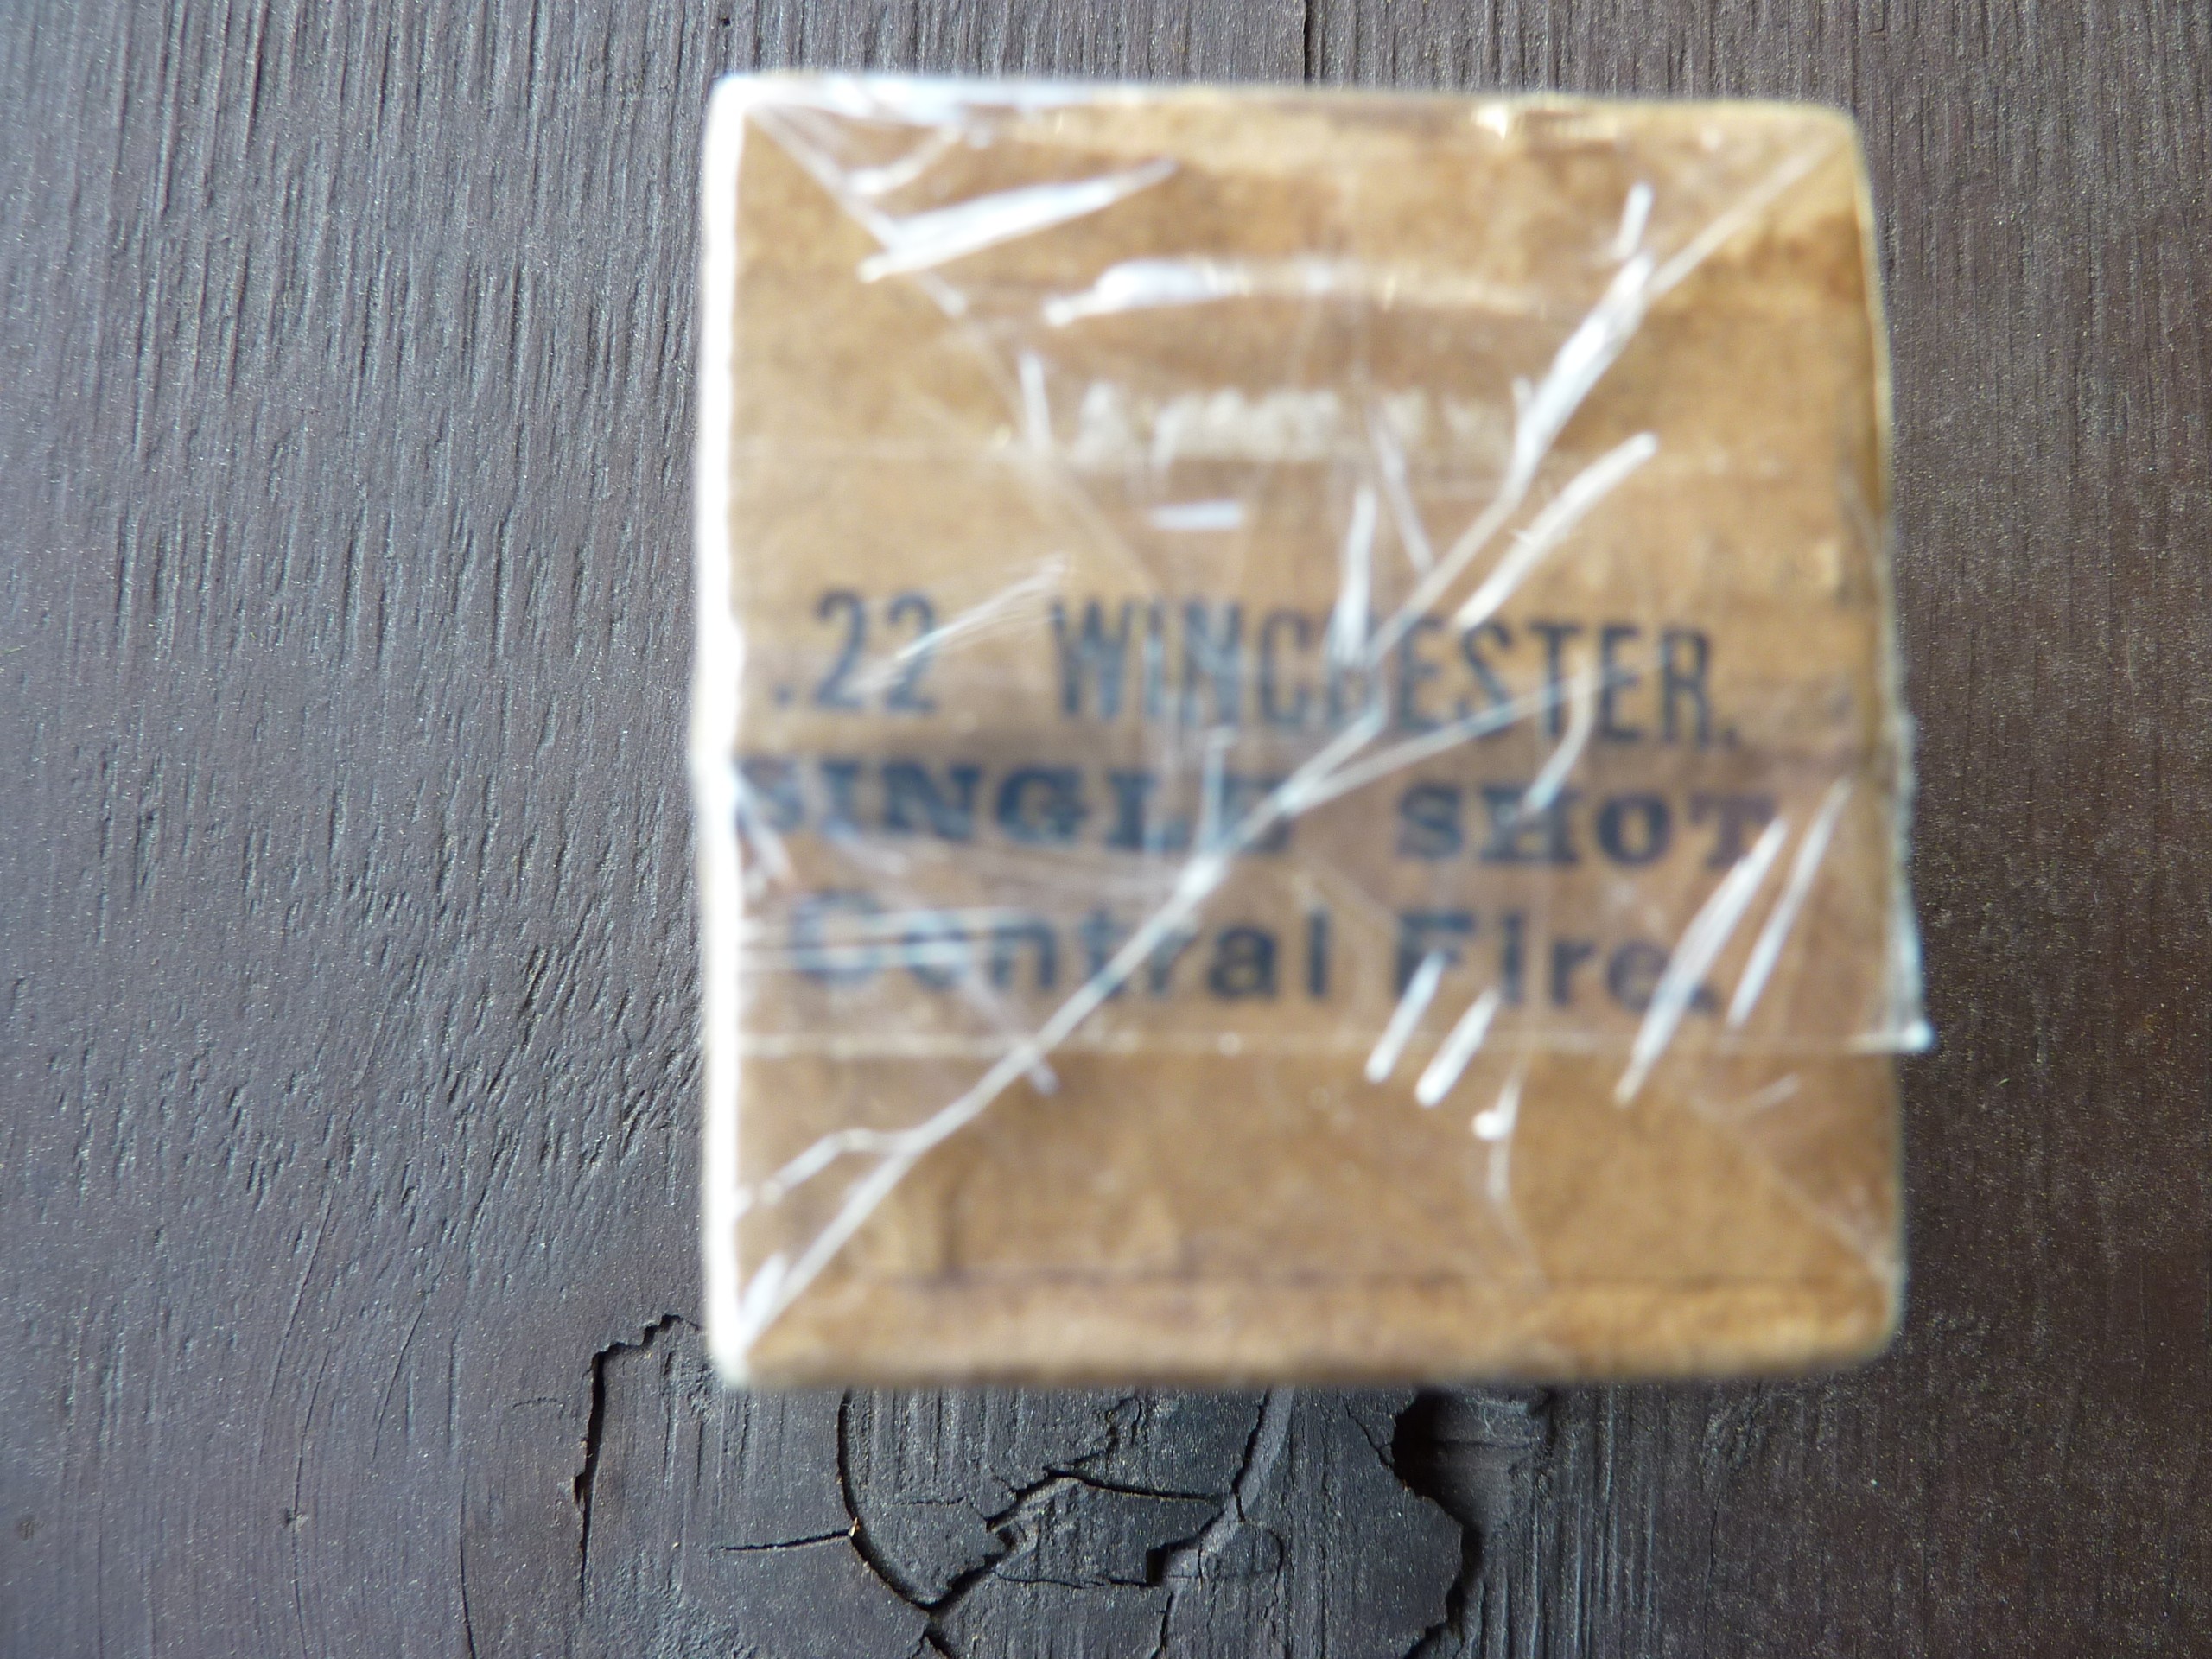 .22 WINCHESTER.
SINGLE SHOT
Central Fire.